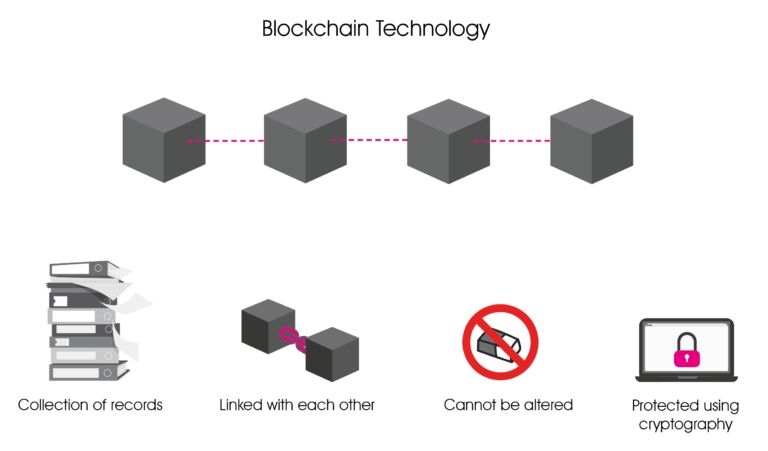 Blockchain Technology
Collection of records
Linked with each other
Cannot be altered
Protected using
cryptography